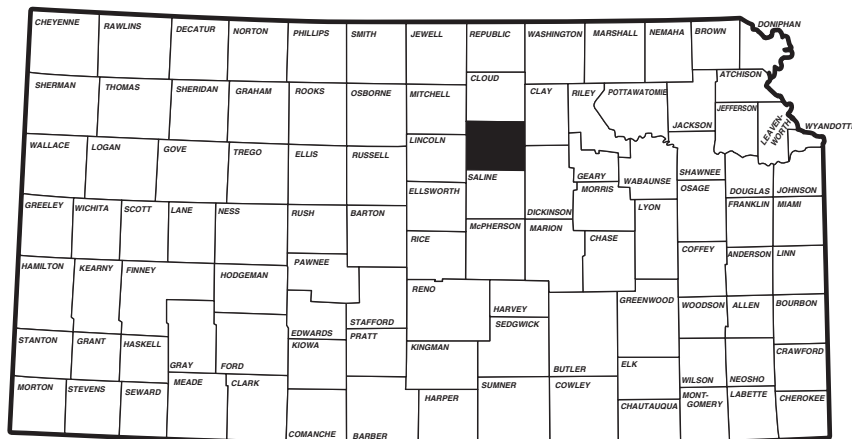 CHEYENNE
RAWLINS
DECATUR
NORTON
PHILLIPS
SMITH
JEWELL
REPUBLIC
WASHINGTON
MARSHALL
NEMAHA
BROWN
DONIPHAN
SHERMAN
THOMAS
SHERIDAN
GRAHAM
ROOKS
OSBORNE
MITCHELL
CLOUD
CLAY
RILEY
POTTAWATOMIE
JACKSON
ATCHISON
JEFFERSON
LEAVEN-
WORTH
WYANDOTT
WALLACE
LOGAN
GOVE
TREGO
ELLIS
RUSSELL
LINCOLN
SALINE
ELLSWORTH
DICKINSON
GEARY
MORRIS
WABAUNSE
SHAWNEE
OSAGE
DOUGLAS
JOHNSON
GREELEY
WICHITA
SCOTT
LANE
NESS
RUSH
BARTON
RICE
McPHERSON
MARION
CHASE
LYON
FRANKLIN
MIAMI
HAMILTON
KEARNY
FINNEY
HODGEMAN
PAWNEE
EDWARDS
STAFFORD
RENO
HARVEY
SEDGWICK
GREENWOOD
COFFEY
ANDERSON
LINN
STANTON
GRANT
HASKELL
GRAY
FORD
KIOWA
PRATT
KINGMAN
BUTLER
WOODSON
ALLEN
BOURBON
MORTON
STEVENS
SEWARD
MEADE
CLARK
COMANCHE
BARBER
HARPER
SUMNER
COWLEY
ELK
CHAUTAUQUA
WILSON
NEOSHO
CRAWFORD
MONT-
GOMERY
LABETTE
CHEROKEE